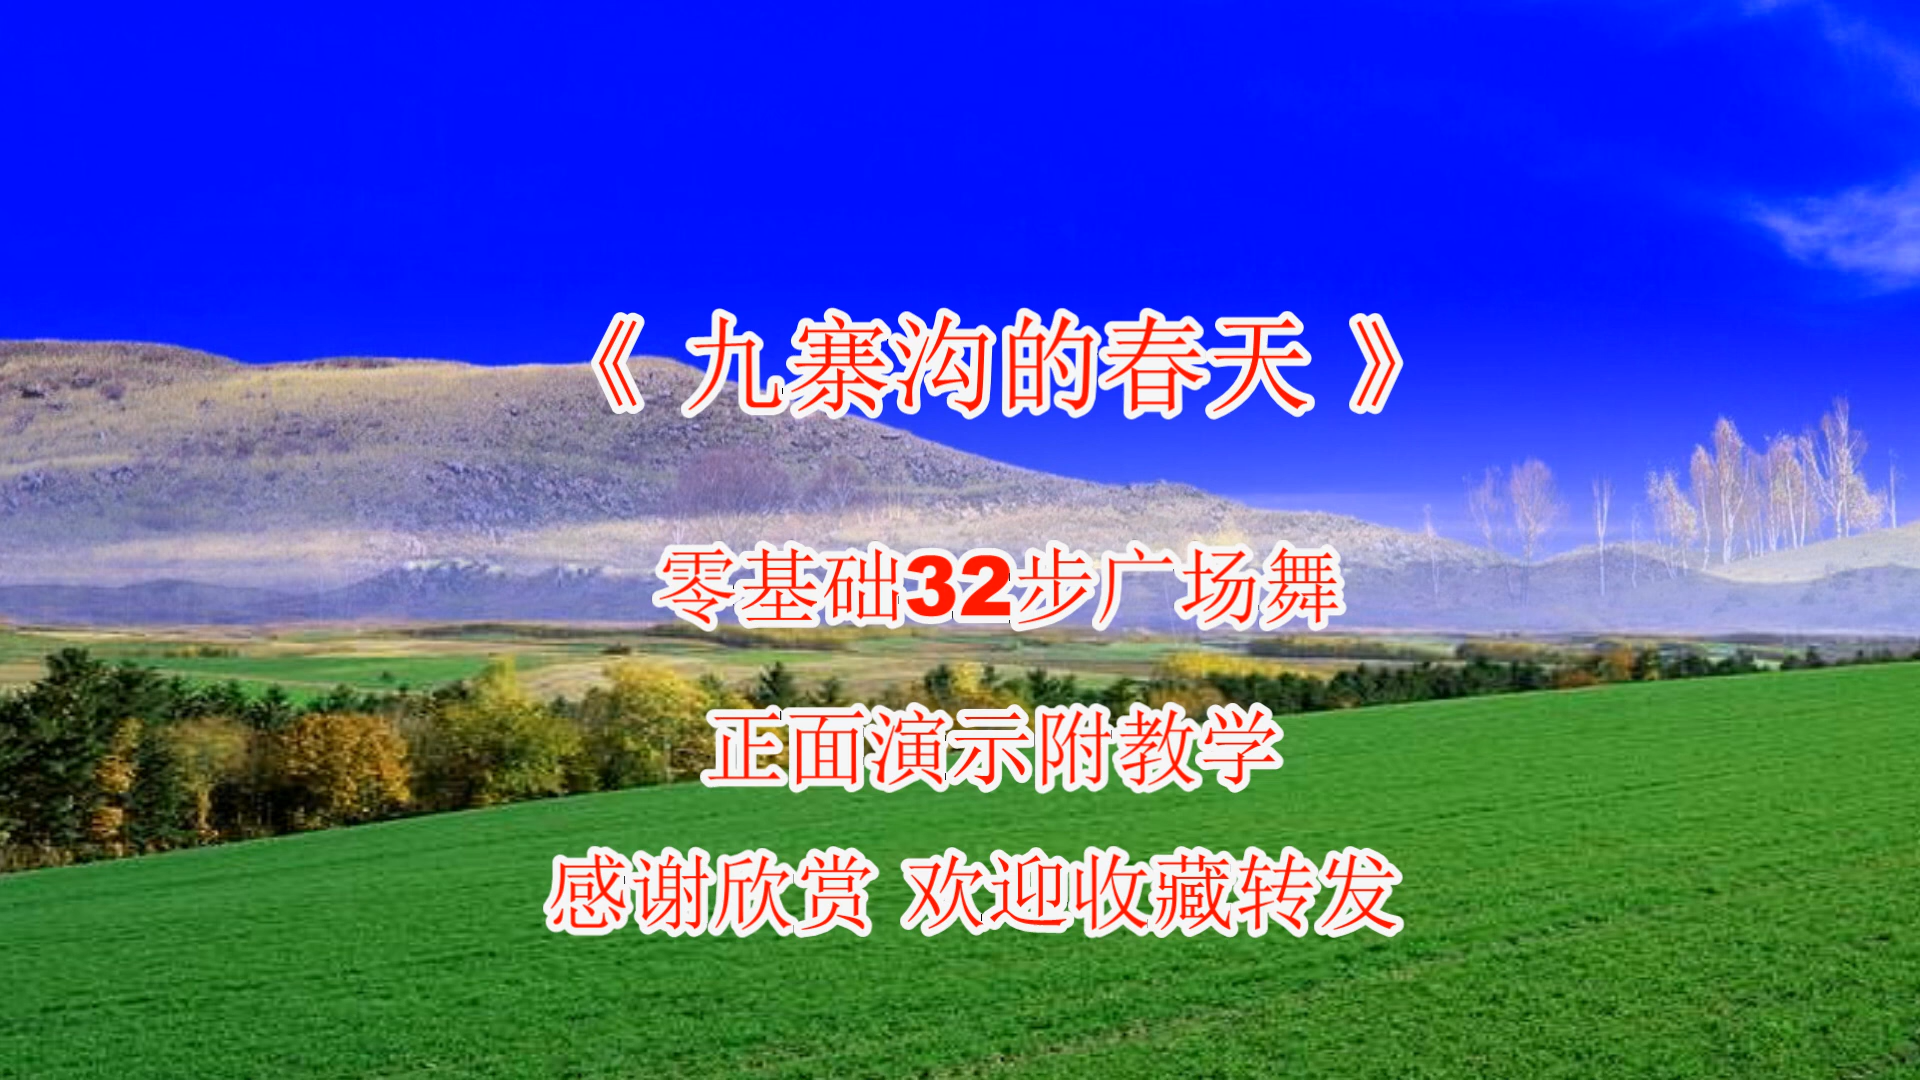 《 九寨沟的春天 》
零基础32步广场舞
正面演示附教学
感谢欣赏 欢迎收藏转发